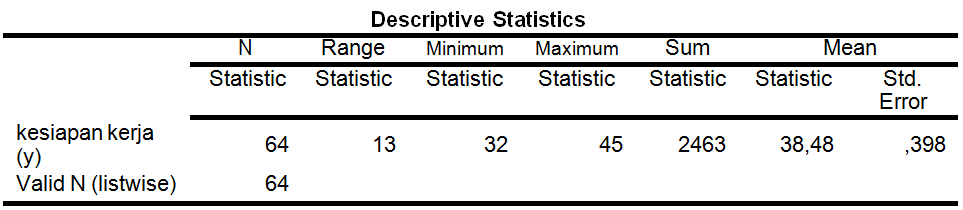 Descriptive Statistics
N Range Minimum Maximum Sum Mean
Statistic Statistic Statistic Statistic Statistic Statistic Std.
Error
kesiapan kerja
(y) 64 13 32 45 2463 38,48 ,398
Valid N (listwise) 64